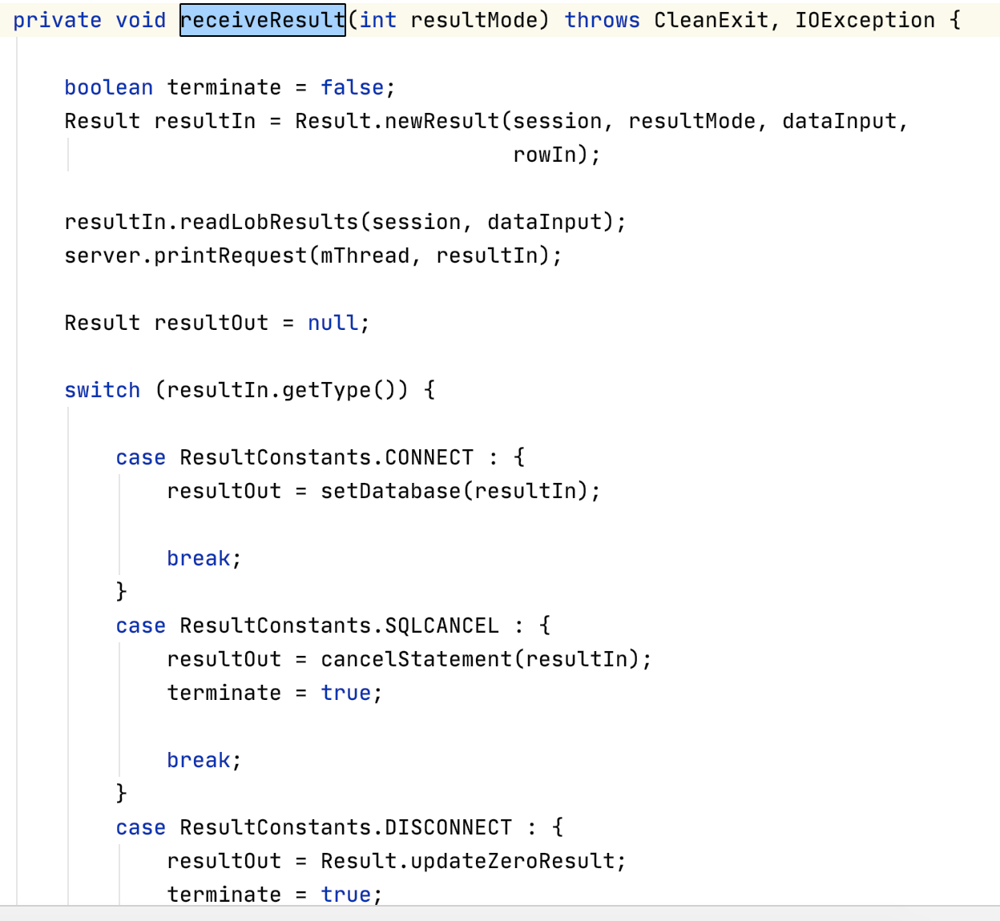 private void receiveResult(int resultMode) throws CleanExit, IOException {
boolean terminate = false;
Result resultIn = Result.newResult(session, resultMode, dataInput,
rowIn);
resultIn.readLobResults(session, dataInput);
server.printRequest(mThread, resultIn);
Result resultOut = null;
switch (resultIn.getType()) {
case ResultConstants.CONNECT : {
resultOut = setDatabase(resultIn);
break;
}
case ResultConstants.SQLCANCEL : {
resultOut = cancelStatement(resultIn);
terminate = true;
break;
}
case ResultConstants.DISCONNECT : {
resultOut = Result.updateZeroResult;
terminate = true;